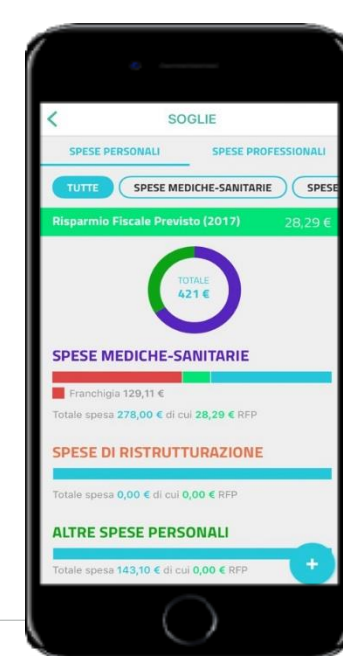 SOGLIE
SPESE PERSONALI SPESE PROFESSIONALI
TUTTE SPESE MEDICHE-SANITARIE SPESE
Risparmio Fiscale Previsto (2017) 28,29 €
TOTALE
421 €
SPESE MEDICHE-SANITARIE
Franchigia 129,11 €
Totale spesa 278,00 € di cui 28,29 € RFP
SPESE DI RISTRUTTURAZIONE
Totale spesa 0,00 € di cui 0,00 € RFP
ALTRE SPESE PERSONALI
Totale spesa 143,10 € di cui 0,00 € RFP
+